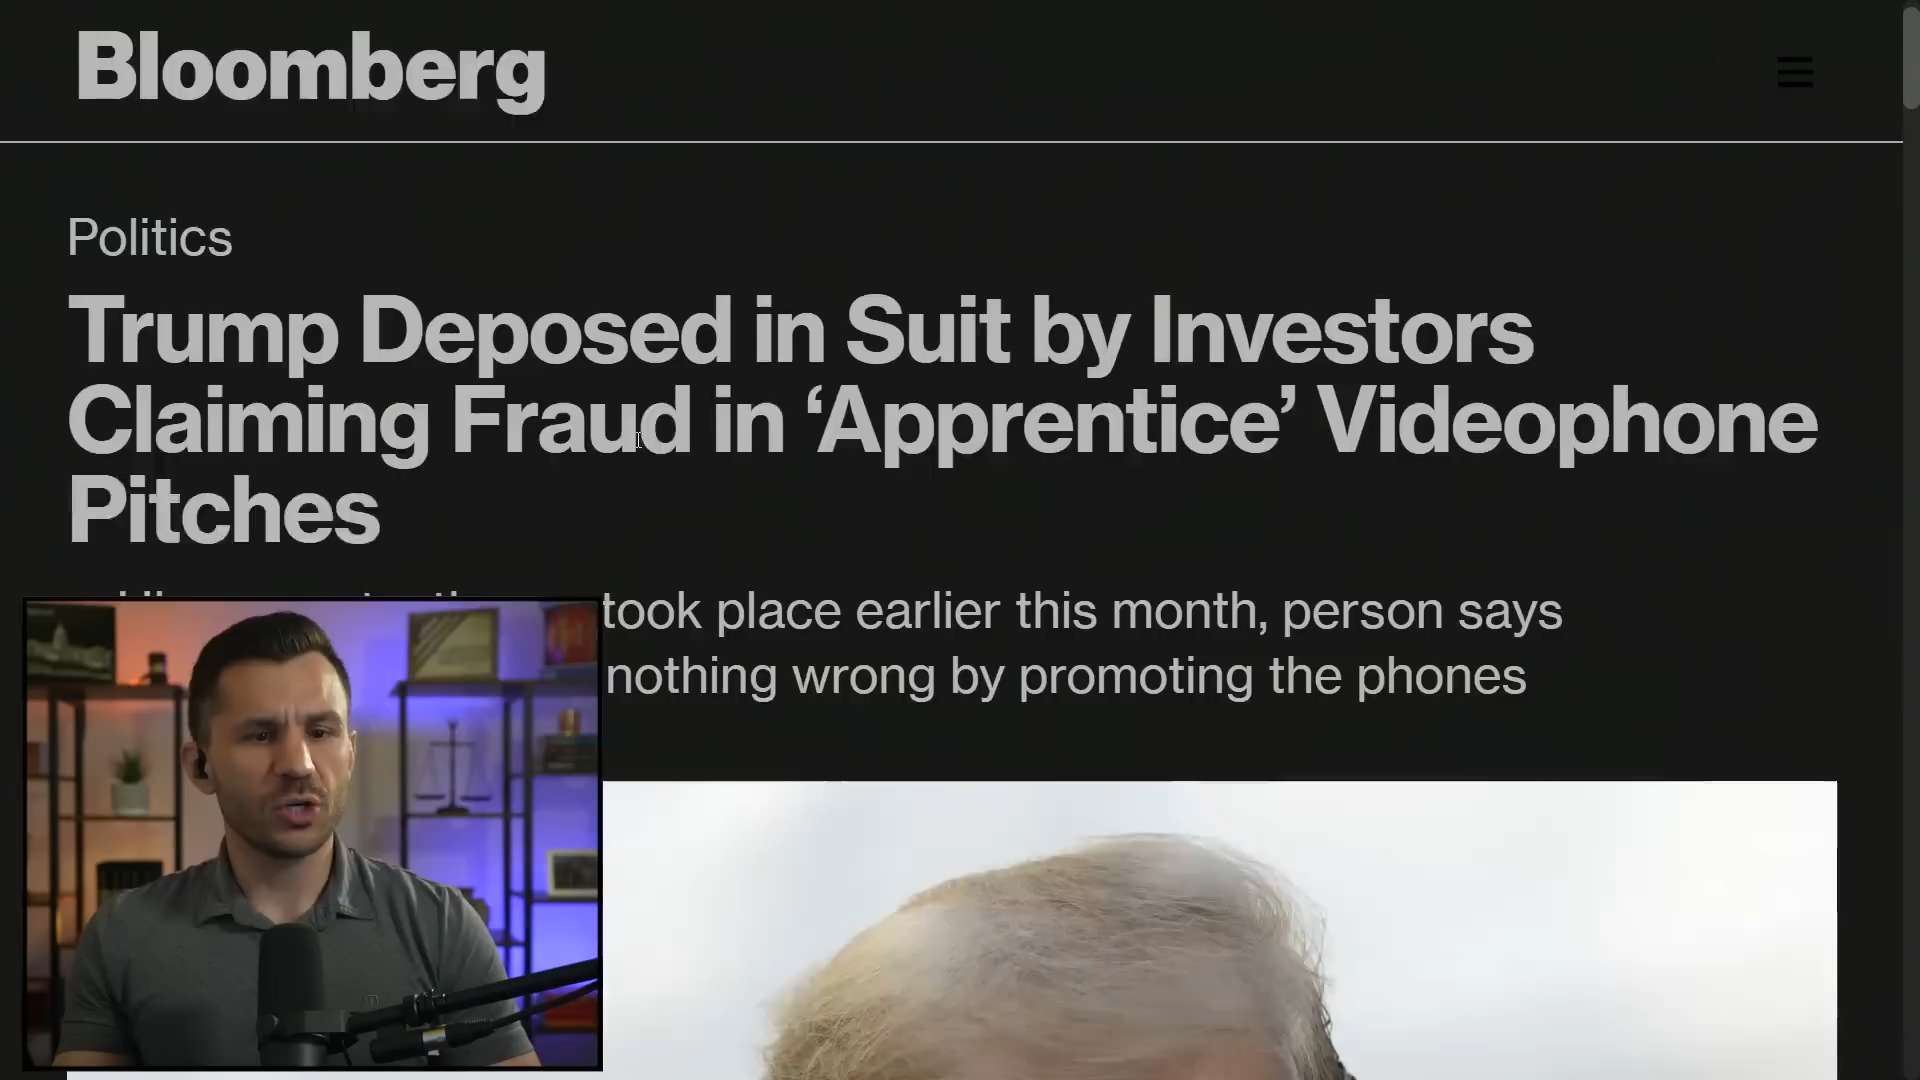 Bloomberg
Politics
Trump Deposed in Suit by Investors
Claiming Fraud in ‘Apprentice’ Videophone
Pitches
took place earlier this month, person says
nothing wrong by promoting the phones